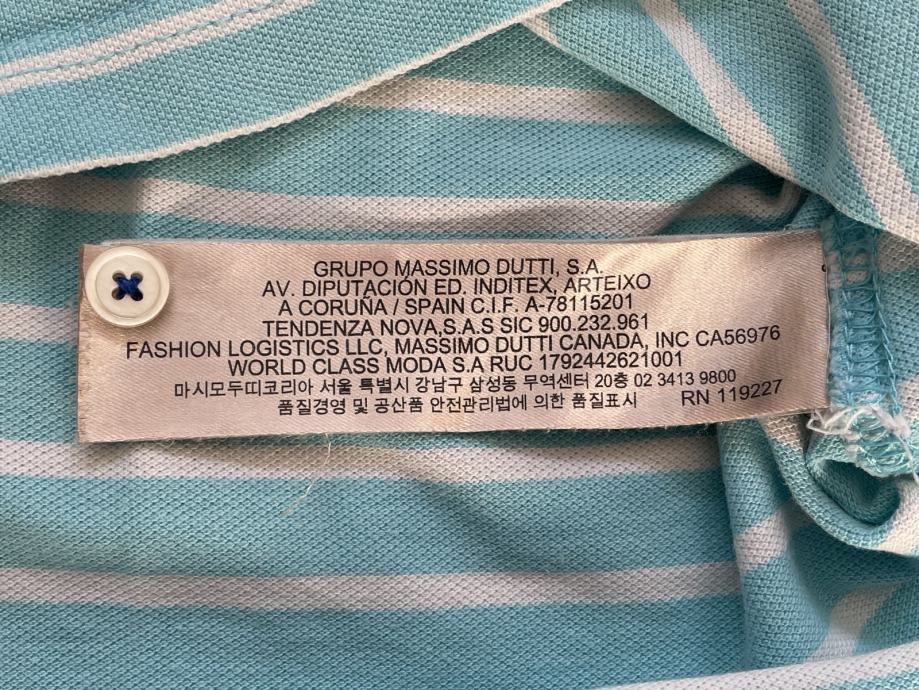 GRUPO MASSIMO DUTTI, S.A.
AV. DIPUTACIÓN ED. INDITEX, ARTEIXO
A CORUÑA / SPAIN C.I.F. A-78115201
TENDENZA NOVA,S.A.S SIC 900.232.961
FASHION LOGISTICS LLC, MASSIMO DUTTI CANADA, INC CA56976
WORLD CLASS MODA S.A RUC 1792442621001
마시모두띠코리아 서울 특별시 강남구 삼성동 무역센터 20층 02 3413 9800
품질경영 및 공산품 안전관리법에 의한 품질표시 RN 119227